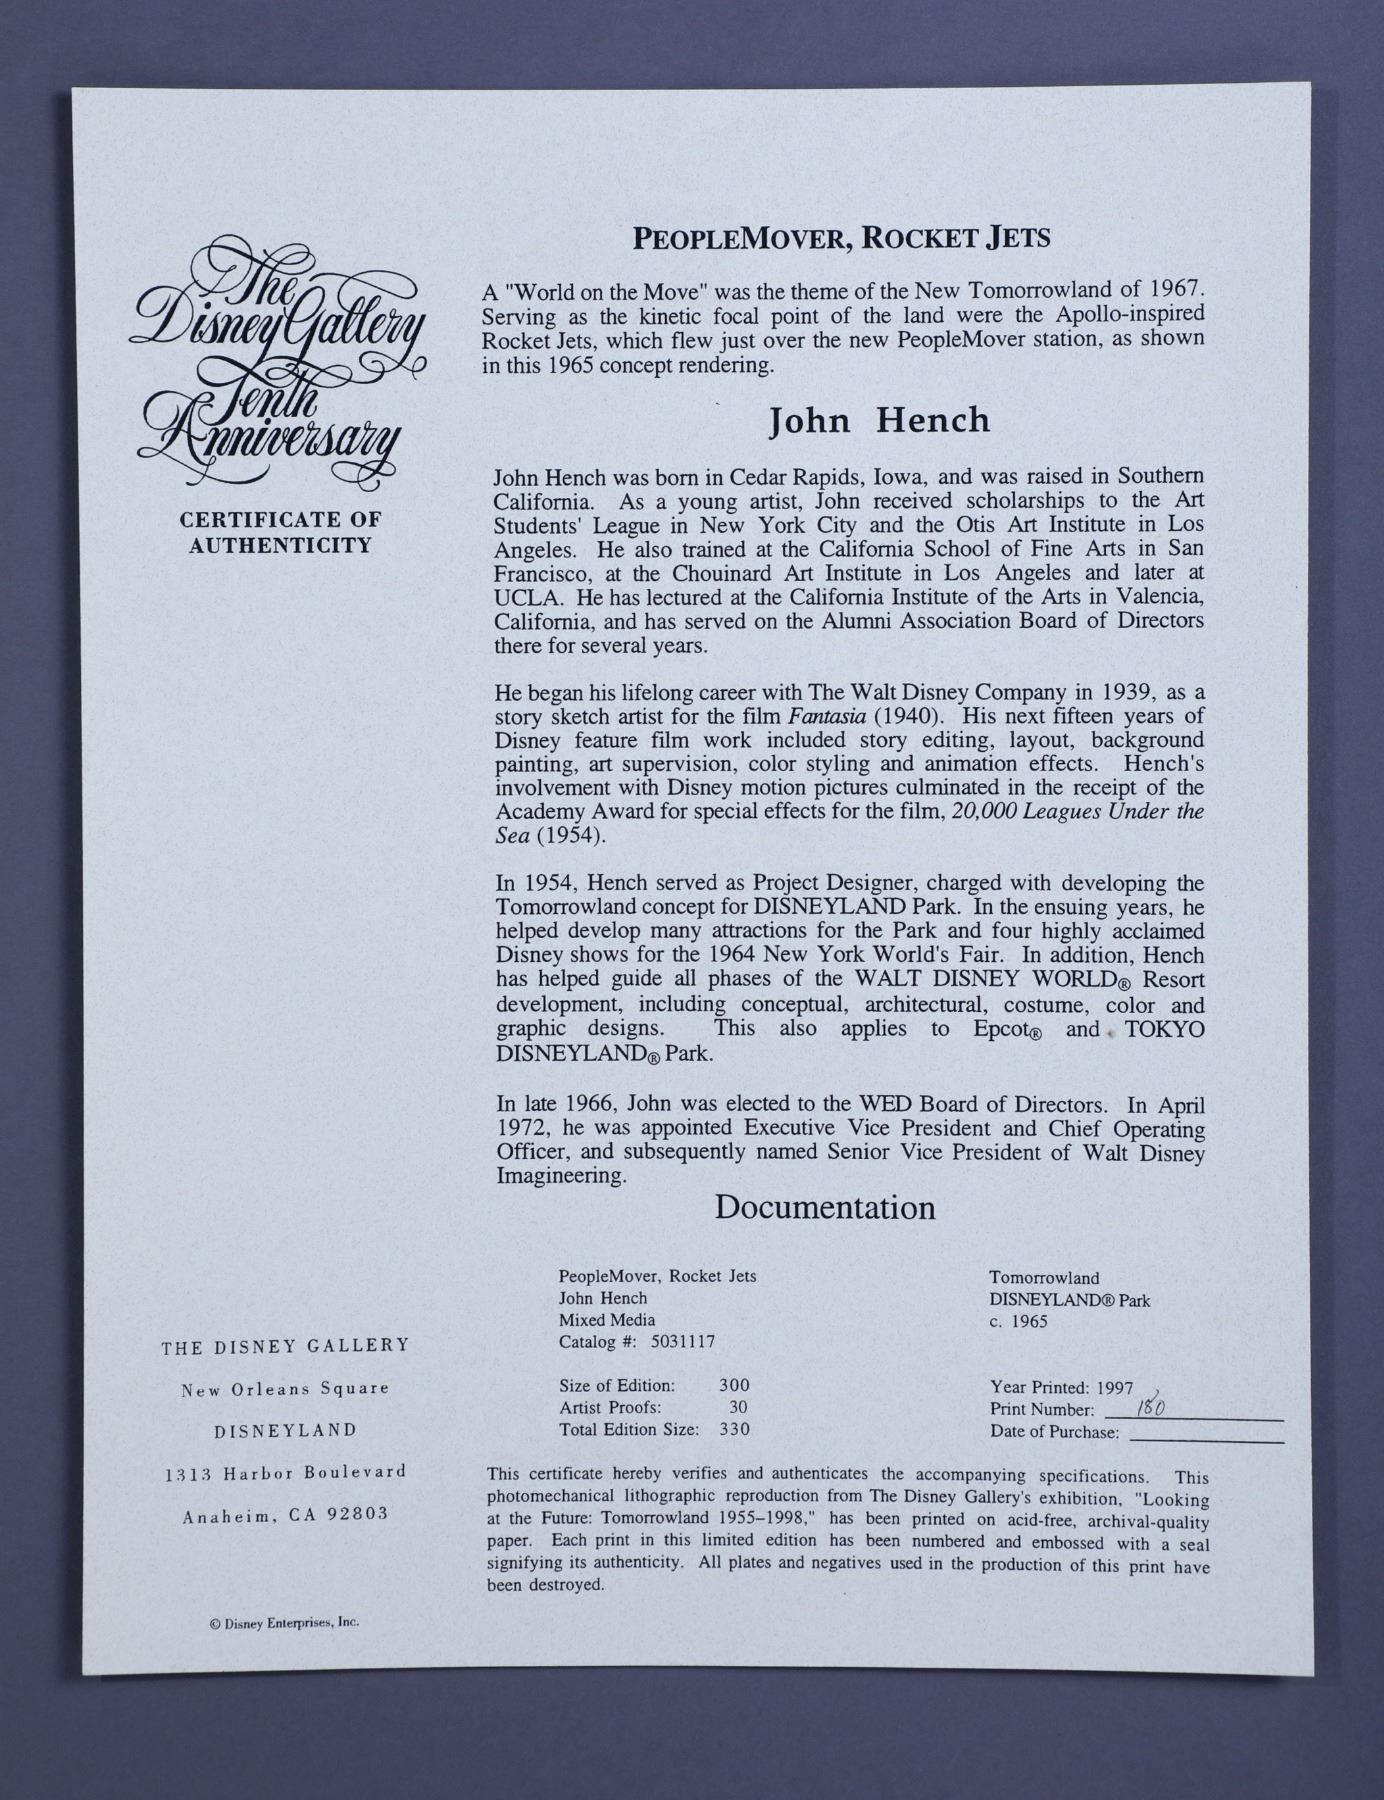 The
Disney Gallery
Tenth
Anniversary
CERTIFICATE OF
AUTHENTICITY
PEOPLEMOVER, ROCKET JETS
A "World on the Move" was the theme of the New Tomorrowland of 1967.
Serving as the kinetic focal point of the land were the Apollo-inspired
Rocket Jets, which flew just over the new PeopleMover station, as shown
in this 1965 concept rendering.
John Hench
John Hench was born in Cedar Rapids, Iowa, and was raised in Southern
California. As a young artist, John received scholarships to the Art
Students' League in New York City and the Otis Art Institute in Los
Angeles. He also trained at the California School of Fine Arts in San
Francisco, at the Chouinard Art Institute in Los Angeles and later at
UCLA. He has lectured at the California Institute of the Arts in Valencia,
California, and has served on the Alumni Association Board of Directors
there for several years.
He began his lifelong career with The Walt Disney Company in 1939, as a
story sketch artist for the film Fantasia (1940). His next fifteen years of
Disney feature film work included story editing, layout, background
painting, art supervision, color styling and animation effects. Hench's
involvement with Disney motion pictures culminated in the receipt of the
Academy Award for special effects for the film, 20,000 Leagues Under the
Sea (1954).
In 1954, Hench served as Project Designer, charged with developing the
Tomorrowland concept for DISNEYLAND Park. In the ensuing years, he
helped develop many attractions for the Park and four highly acclaimed
Disney shows for the 1964 New York World's Fair. In addition, Hench
has helped guide all phases of the WALT DISNEY WORLD® Resort
development, including conceptual, architectural, costume, color and
graphic designs. This also applies to Epcot® and TOKYO
DISNEYLAND® Park.
In late 1966, John was elected to the WED Board of Directors. In April
1972, he was appointed Executive Vice President and Chief Operating
Officer, and subsequently named Senior Vice President of Walt Disney
Imagineering.
Documentation
PeopleMover, Rocket Jets
John Hench
Mixed Media
Catalog #: 5031117
Tomorrowland
DISNEYLAND® Park
c. 1965
Size of Edition: 300
Artist Proofs: 30
Total Edition Size: 330
Year Printed: 1997
Print Number: 180
Date of Purchase:
This certificate hereby verifies and authenticates the accompanying specifications. This
photomechanical lithographic reproduction from The Disney Gallery's exhibition, "Looking
at the Future: Tomorrowland 1955–1998," has been printed on acid-free, archival-quality
paper. Each print in this limited edition has been numbered and embossed with a seal
signifying its authenticity. All plates and negatives used in the production of this print have
been destroyed.
THE DISNEY GALLERY
New Orleans Square
DISNEYLAND
1313 Harbor Boulevard
Anaheim, CA 92803
© Disney Enterprises, Inc.